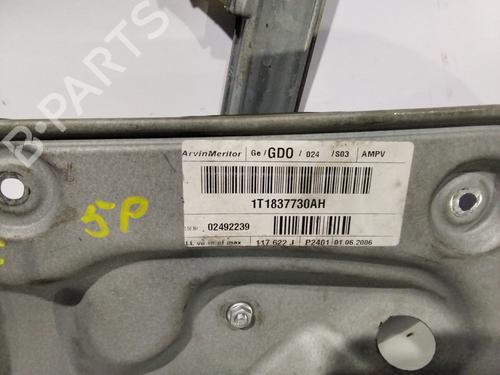 B-PARTS
ArvinMeritor Ge / GDO / 024 / S03 AMPV
1T1837730AH
02492239
117 622 J P2401 01.06.2006
5P